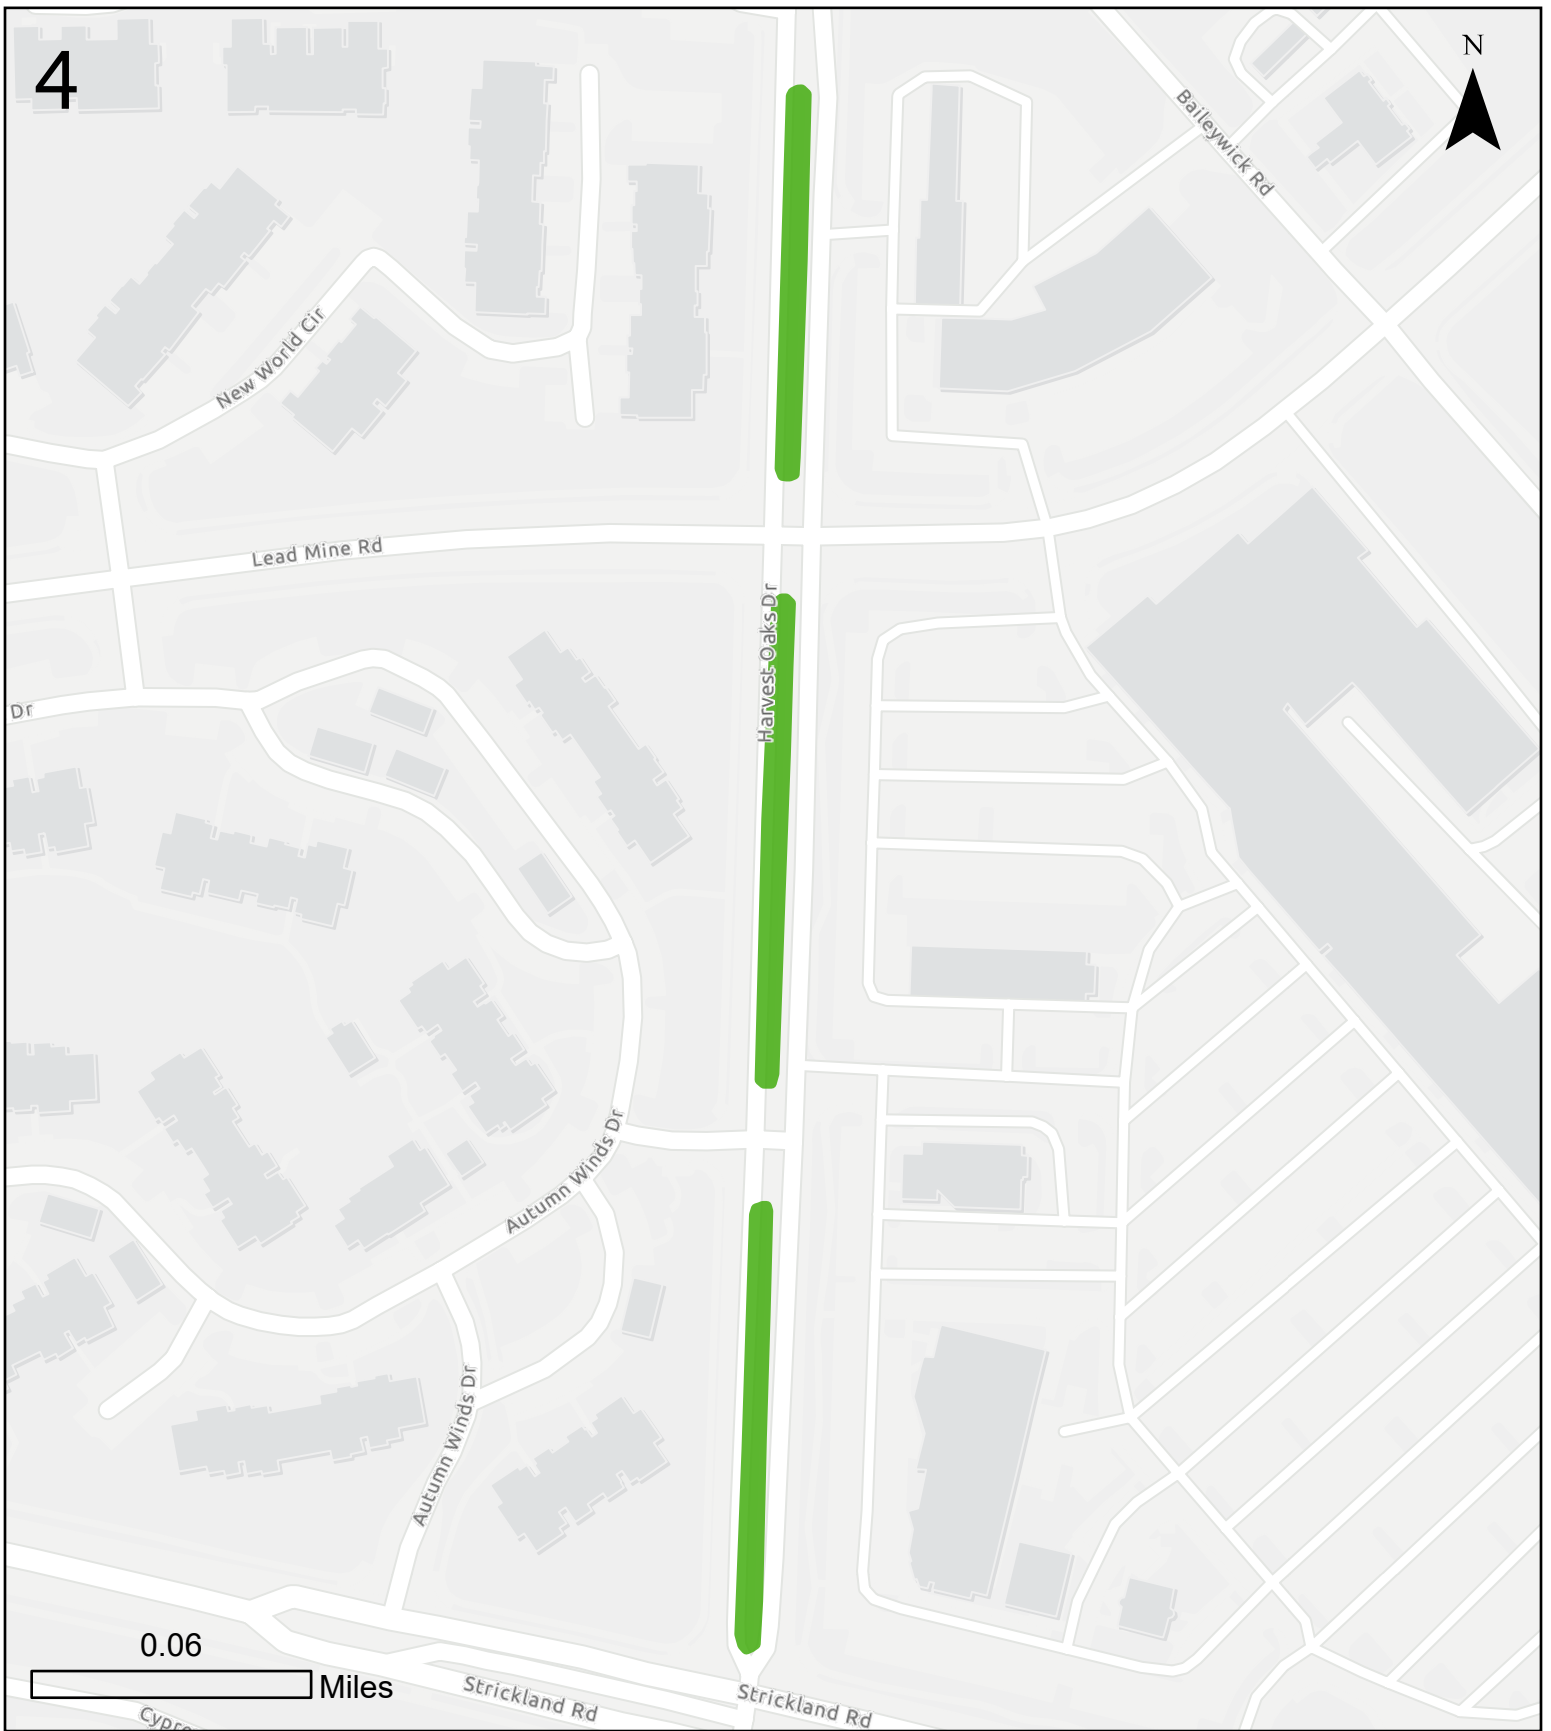 4
N
Baileywick Rd
New World Cir
Lead Mine Rd
Harvest Oaks Dr
Dr
Autumn Winds Dr
Autumn Winds Dr
0.06
Miles
Strickland Rd
Strickland Rd
Cypre